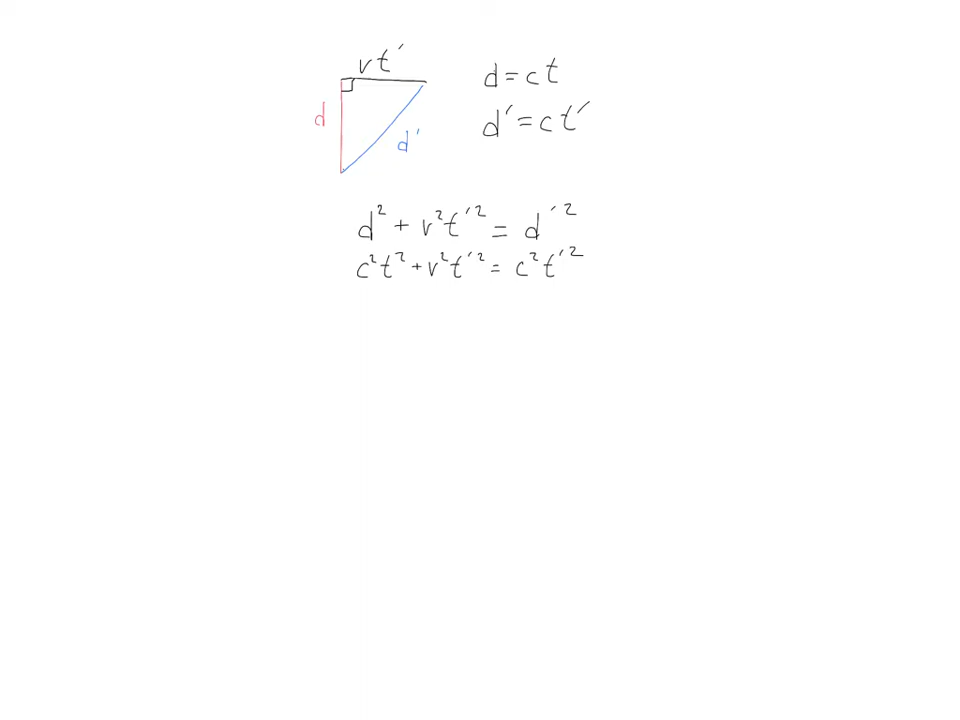 vt′
d = ct
d
d′ = ct′
d′
d² + v²t′² = d′²
c²t² + v²t′² = c²t′²